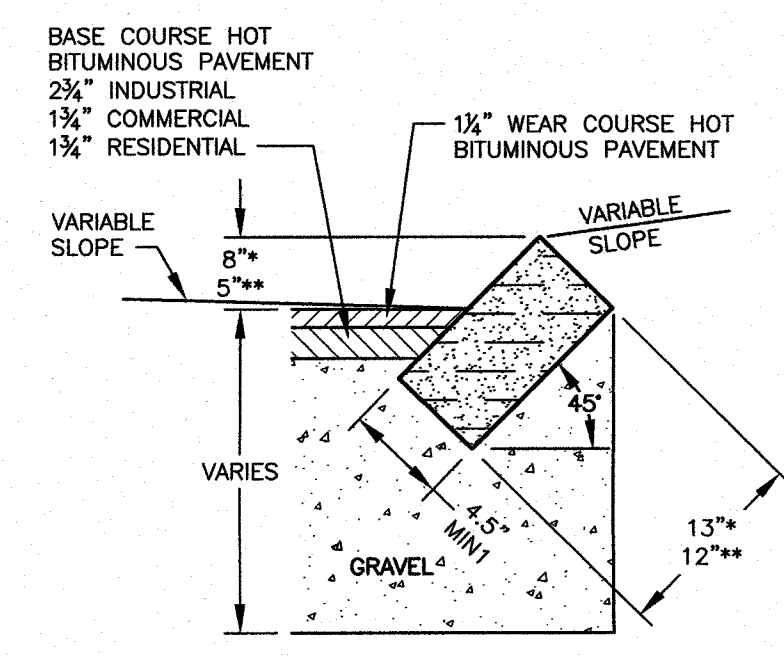 BASE COURSE HOT
BITUMINOUS PAVEMENT
2¾" INDUSTRIAL
1¾" COMMERCIAL
1¾" RESIDENTIAL
1¼" WEAR COURSE HOT
BITUMINOUS PAVEMENT
VARIABLE
SLOPE
VARIABLE
SLOPE
8"*
5"**
45°
VARIES
4.5"
MIN1
GRAVEL
13"*
12"**